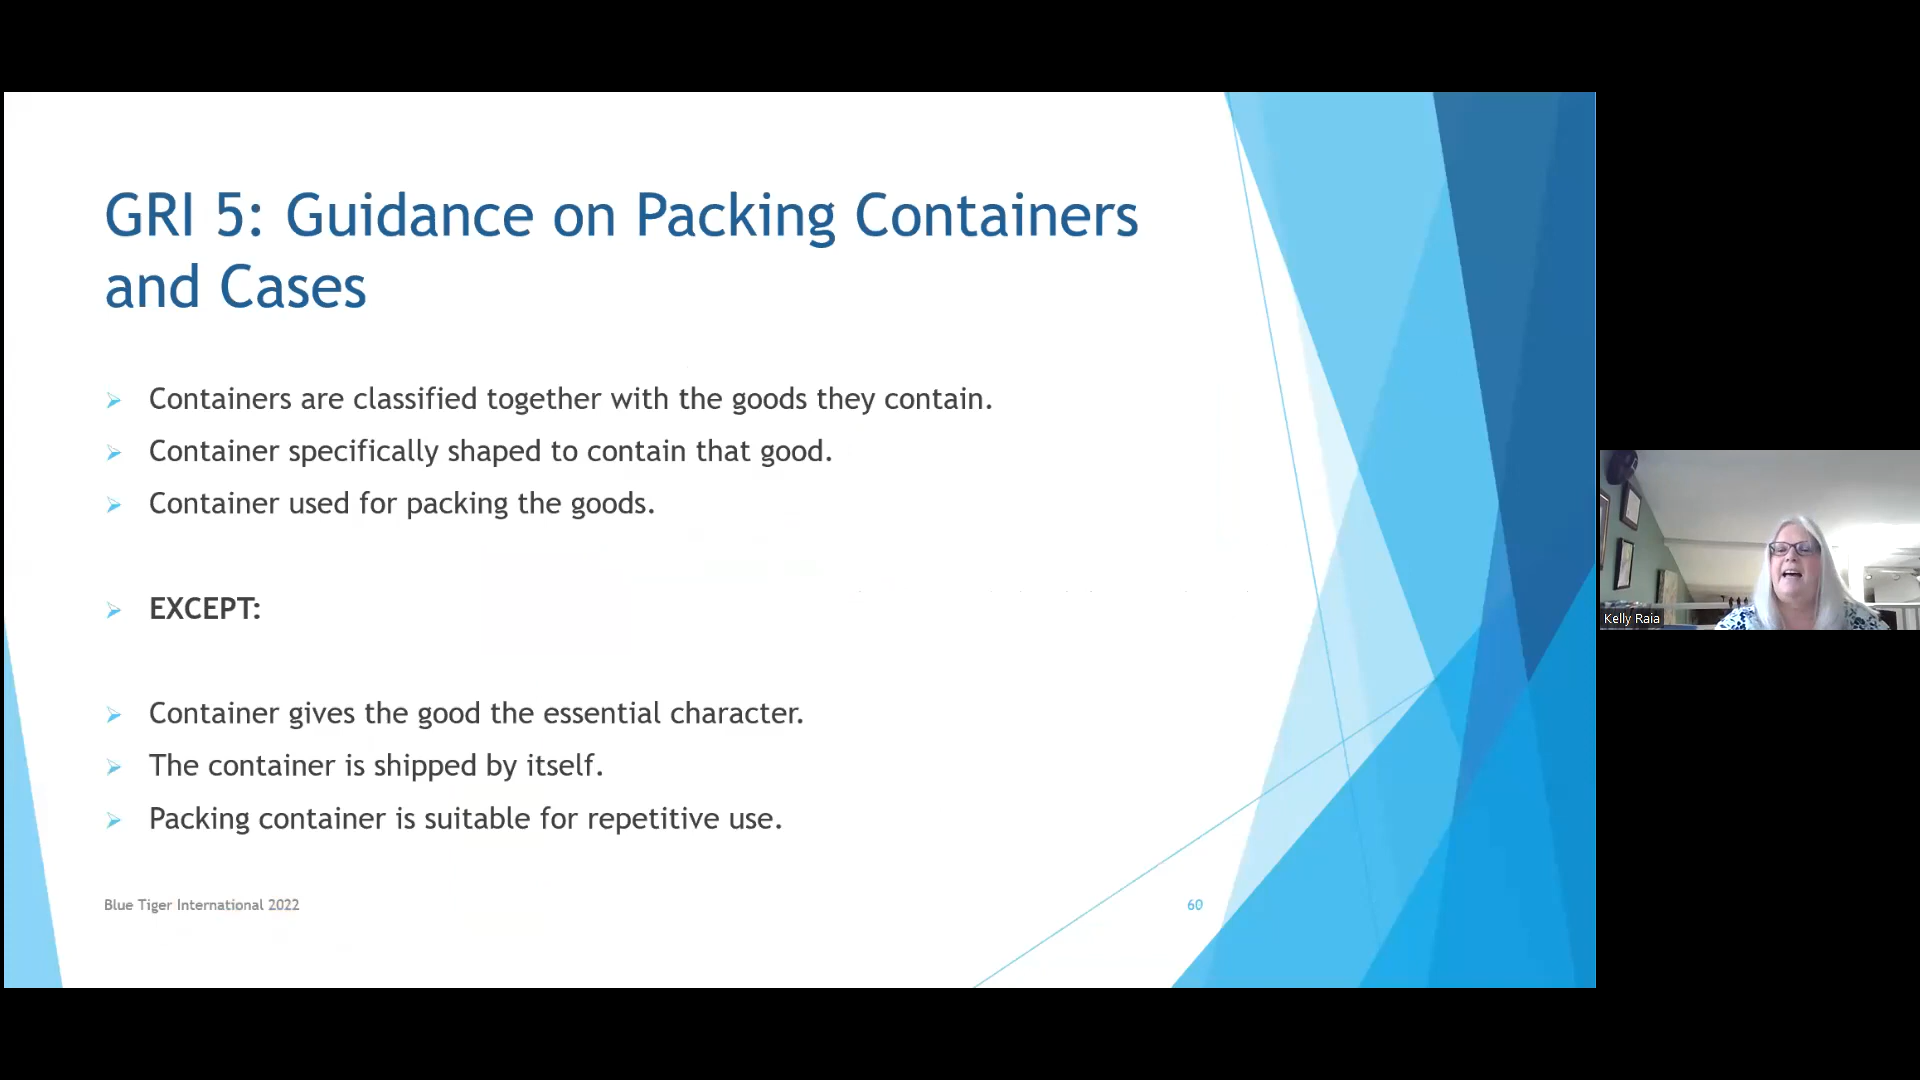 GRI 5: Guidance on Packing Containers
and Cases
Containers are classified together with the goods they contain.
Container specifically shaped to contain that good.
Container used for packing the goods.
EXCEPT:
Container gives the good the essential character.
The container is shipped by itself.
Packing container is suitable for repetitive use.
Blue Tiger International 2022
60
Kelly Raia